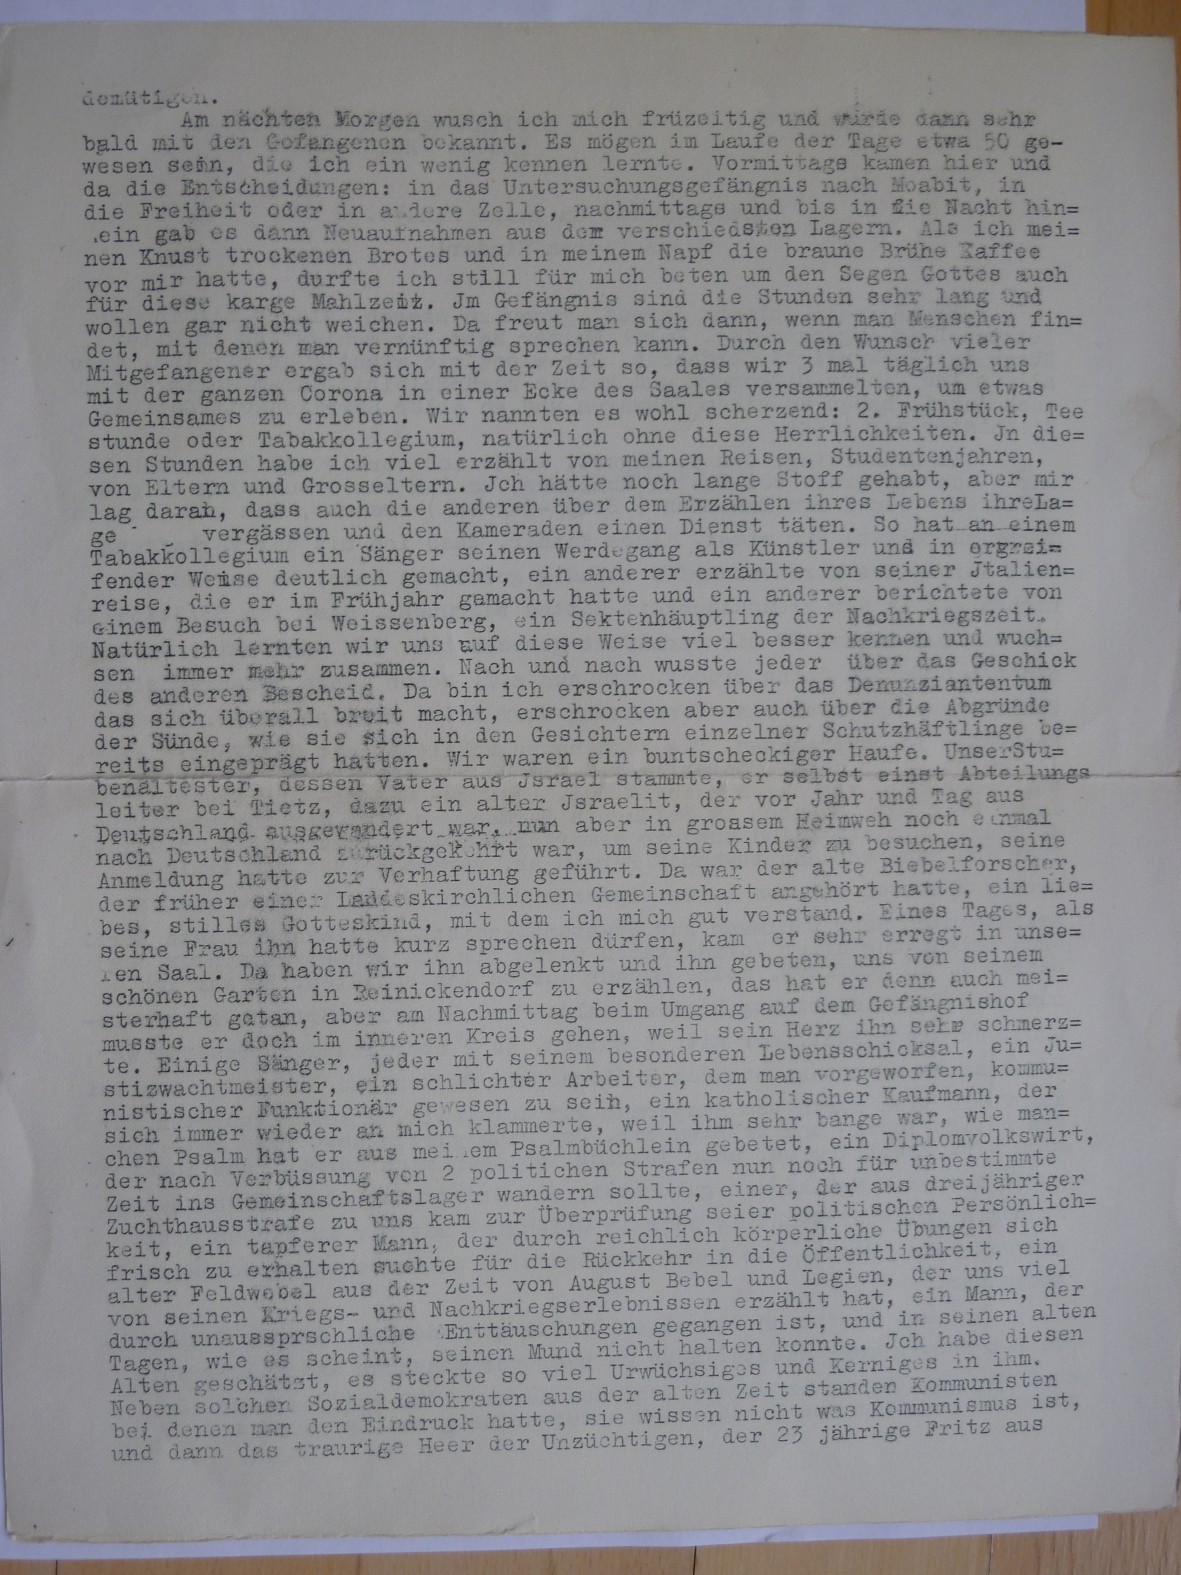 demütigen.
Am nächten Morgen wusch ich mich früzeitig und wurde dann sehr
bald mit den Gefangenen bekannt. Es mögen im Laufe der Tage etwa 50 ge-
wesen sein, die ich ein wenig kennen lernte. Vormittags kamen hier und
da die Entscheidungen: in das Untersuchungsgefängnis nach Moabit, in
die Freiheit oder in andere Zelle, nachmittags und bis in die Nacht hin=
ein gab es dann Neuaufnahmen aus dem verschiedsten Lagern. Als ich mei=
nen Knust trockenen Brotes und in meinem Napf die braune Brühe Kaffee
vor mir hatte, durfte ich still für mich beten um den Segen Gottes auch
für diese karge Mahlzeit. Jm Gefängnis sind die Stunden sehr lang und
wollen gar nicht weichen. Da freut man sich dann, wenn man Menschen fin=
det, mit denen man vernünftig sprechen kann. Durch den Wunsch vieler
Mitgefangener ergab sich mit der Zeit so, dass wir 3 mal täglich uns
mit der ganzen Corona in einer Ecke des Saales versammelten, um etwas
Gemeinsames zu erleben. Wir nannten es wohl scherzend: 2. Frühstück, Tee
stunde oder Tabakkollegium, natürlich ohne diese Herrlichkeiten. Jn die=
sen Stunden habe ich viel erzählt von meinen Reisen, Studentenjahren,
von Eltern und Grosseltern. Jch hätte noch lange Stoff gehabt, aber mir
lag daran, dass auch die anderen über dem Erzählen ihres Lebens ihreLa=
ge vergässen und den Kameraden einen Dienst täten. So hat an einem
Tabakkollegium ein Sänger seinen Werdegang als Künstler und in ergrei=
fender Weise deutlich gemacht, ein anderer erzählte von seiner Jtalien=
reise, die er im Frühjahr gemacht hatte und ein anderer berichtete von
einem Besuch bei Weissenberg, ein Sektenhäuptling der Nachkriegszeit.
Natürlich lernten wir uns auf diese Weise viel besser kennen und wuch=
sen immer mehr zusammen. Nach und nach wusste jeder über das Geschick
des anderen Bescheid. Da bin ich erschrocken über das Denunziantentum
das sich überall breit macht, erschrocken aber auch über die Abgründe
der Sünde, wie sie sich in den Gesichtern einzelner Schutzhäftlinge be=
reits eingeprägt hatten. Wir waren ein buntscheckiger Haufe. UnserStu=
benältester, dessen Vater aus Jsrael stammte, er selbst einst Abteilungs
leiter bei Tietz, dazu ein alter Jsraelit, der vor Jahr und Tag aus
Deutschland ausgewandert war, nun aber in grossem Heimweh noch einmal
nach Deutschland zurückgekehrt war, um seine Kinder zu besuchen, seine
Anmeldung hatte zur Verhaftung geführt. Da war der alte Biebelforscher,
der früher einer Landeskirchlichen Gemeinschaft angehört hatte, ein lie=
bes, stilles Gotteskind, mit dem ich mich gut verstand. Eines Tages, als
seine Frau ihn hatte kurz sprechen dürfen, kam er sehr erregt in unse=
ren Saal. Da haben wir ihn abgelenkt und ihn gebeten, uns von seinem
schönen Garten in Reinickendorf zu erzählen, das hat er denn auch mei=
sterhaft getan, aber am Nachmittag beim Umgang auf dem Gefängnishof
musste er doch im inneren Kreis gehen, weil sein Herz ihn sehr schmerz=
te. Einige Sänger, jeder mit seinem besonderen Lebensschicksal, ein Ju=
stizwachtmeister, ein schlichter Arbeiter, dem man vorgeworfen, kommu=
nistischer Funktionär gewesen zu sein, ein katholischer Kaufmann, der
sich immer wieder an mich klammerte, weil ihm sehr bange war, wie man=
chen Psalm hat er aus meinem Psalmbüchlein gebetet, ein Diplomvolkswirt,
der nach Verbüssung von 2 politichen Strafen nun noch für unbestimmte
Zeit ins Gemeinschaftslager wandern sollte, einer, der aus dreijähriger
Zuchthausstrafe zu uns kam zur Überprüfung seier politischen Persönlich=
keit, ein tapferer Mann, der durch reichlich körperliche Übungen sich
frisch zu erhalten suchte für die Rückkehr in die Öffentlichkeit, ein
alter Feldwebel aus der Zeit von August Bebel und Legien, der uns viel
von seinen Kriegs- und Nachkriegserlebnissen erzählt hat, ein Mann, der
durch unaussprschliche Enttäuschungen gegangen ist, und in seinen alten
Tagen, wie es scheint, seinen Mund nicht halten konnte. Jch habe diesen
Alten geschätzt, es steckte so viel Urwüchsiges und Kerniges in ihm.
Neben solchen Sozialdemokraten aus der alten Zeit standen Kommunisten
bei denen man den Eindruck hatte, sie wissen nicht was Kommunismus ist,
und dann das traurige Heer der Unzüchtigen, der 23 jährige Fritz aus